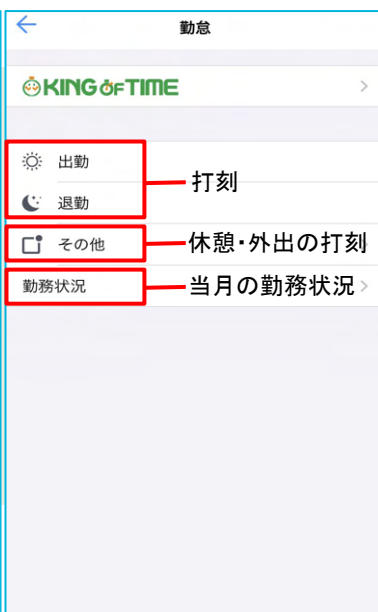 勤怠
KING OF TIME
出勤
打刻
退勤
その他
休憩・外出の打刻
勤務状況
当月の勤務状況